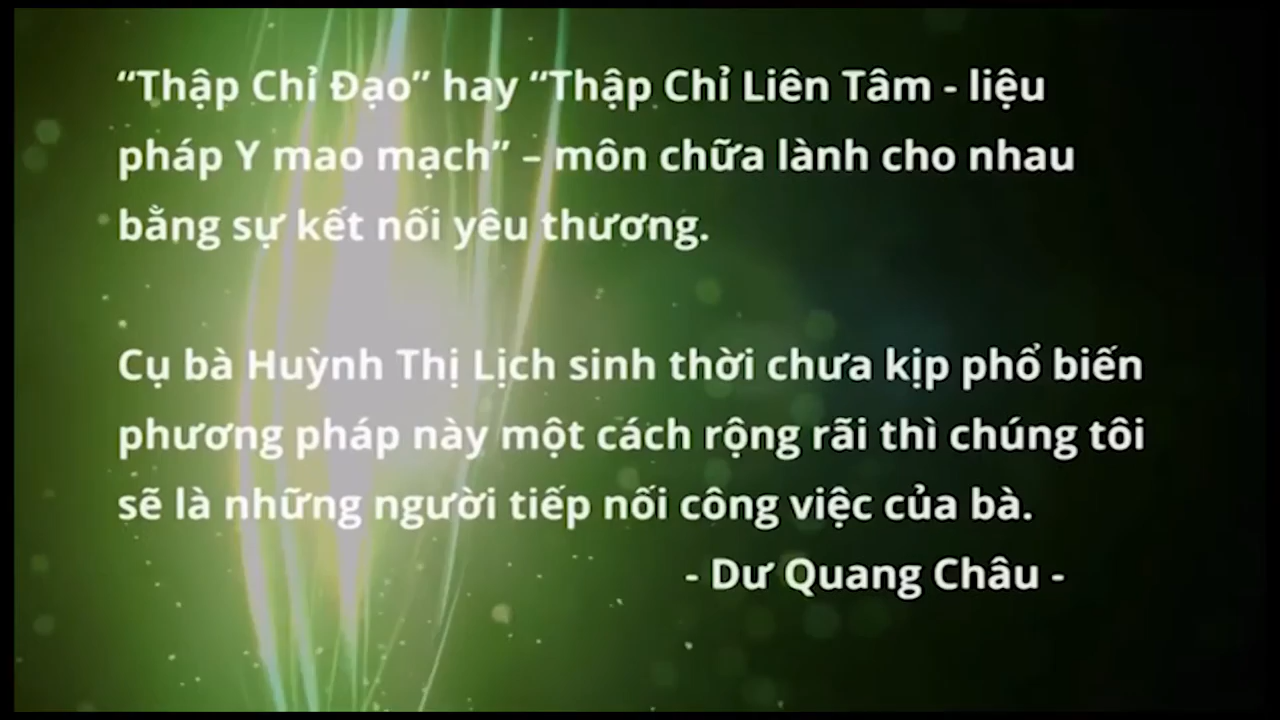 “Thập Chỉ Đạo” hay “Thập Chỉ Liên Tâm - liệu
pháp Y mao mạch” – môn chữa lành cho nhau
bằng sự kết nối yêu thương.
Cụ bà Huỳnh Thị Lịch sinh thời chưa kịp phổ biến
phương pháp này một cách rộng rãi thì chúng tôi
sẽ là những người tiếp nối công việc của bà.
- Dư Quang Châu -